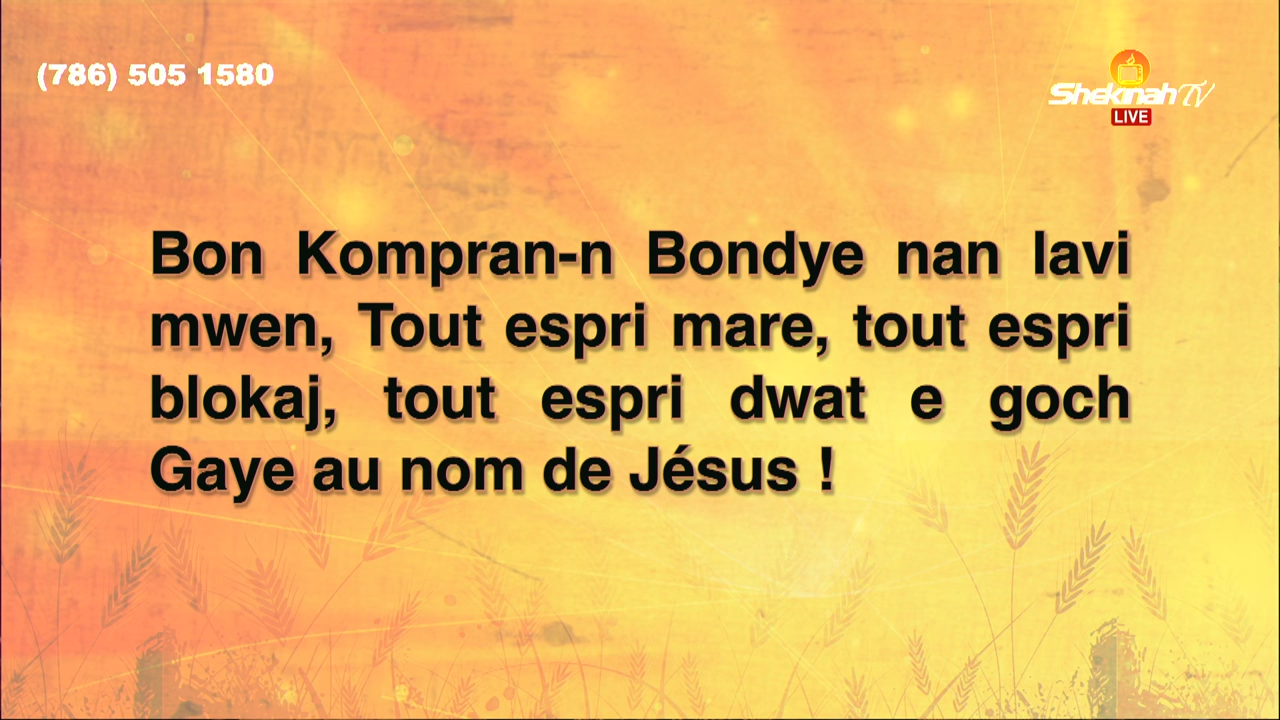 (786) 505 1580
Shekinah TV
LIVE
Bon Kompran-n Bondye nan lavi
mwen, Tout espri mare, tout espri
blokaj, tout espri dwat e goch
Gaye au nom de Jésus !